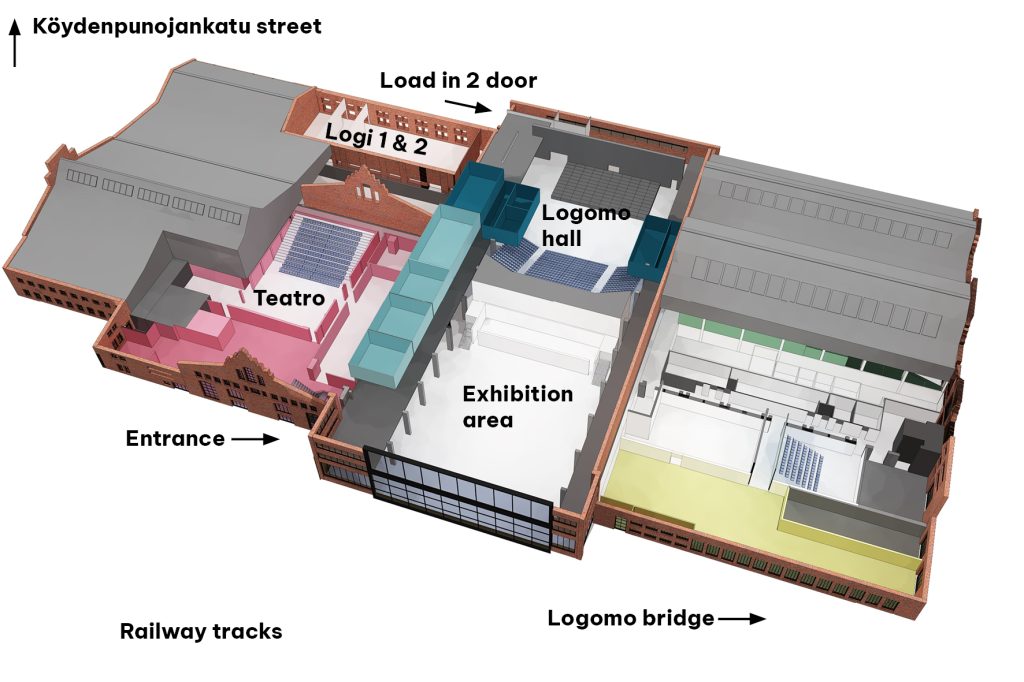 Köydenpunojankatu street
Load in 2 door
Logi 1 & 2
Logomo
hall
Teatro
Exhibition
area
Entrance
Logomo bridge
Railway tracks